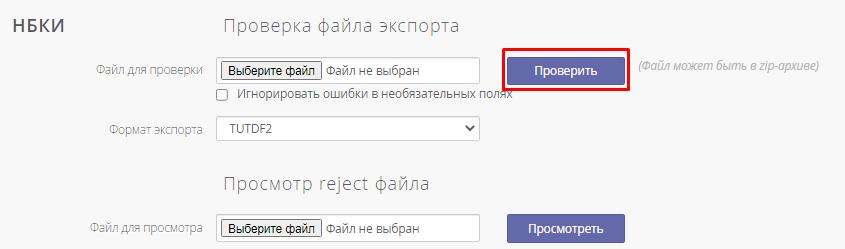 НБКИ
Проверка файла экспорта
Файл для проверки Выберите файл Файл не выбран Проверить (Файл может быть в zip-архиве)
Игнорировать ошибки в необязательных полях
Формат экспорта TUTDF2
Просмотр reject файла
Файл для просмотра Выберите файл Файл не выбран Просмотреть